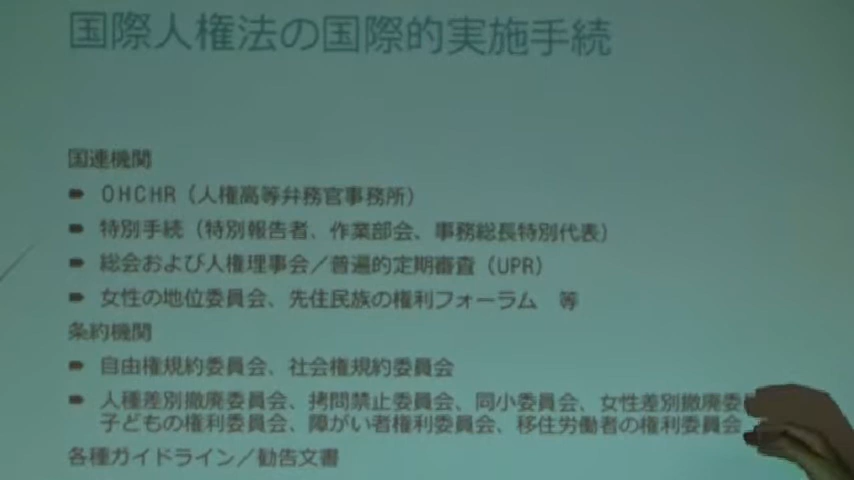 国際人権法の国際的実施手続
国連機関
OHCHR（人権高等弁務官事務所）
特別手続（特別報告者、作業部会、事務総長特別代表）
総会および人権理事会／普遍的定期審査（UPR）
女性の地位委員会、先住民族の権利フォーラム　等
条約機関
自由権規約委員会、社会権規約委員会
人種差別撤廃委員会、拷問禁止委員会、同小委員会、女性差別撤廃委
子どもの権利委員会、障がい者権利委員会、移住労働者の権利委員会
各種ガイドライン／勧告文書